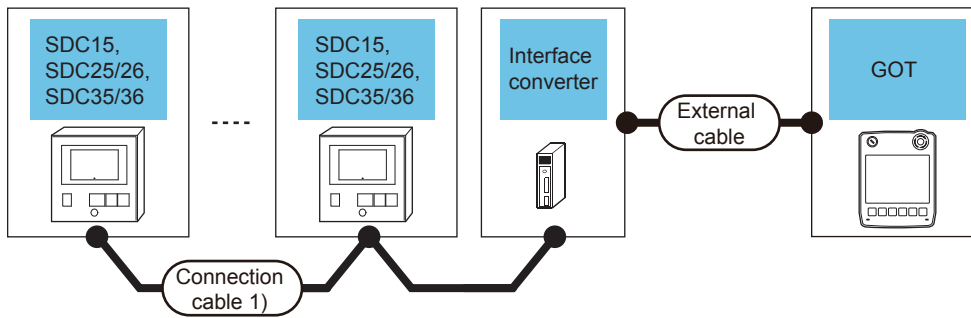 SDC15,
SDC25/26,
SDC35/36
SDC15,
SDC25/26,
SDC35/36
Interface
converter
GOT
External
cable
Connection
cable 1)